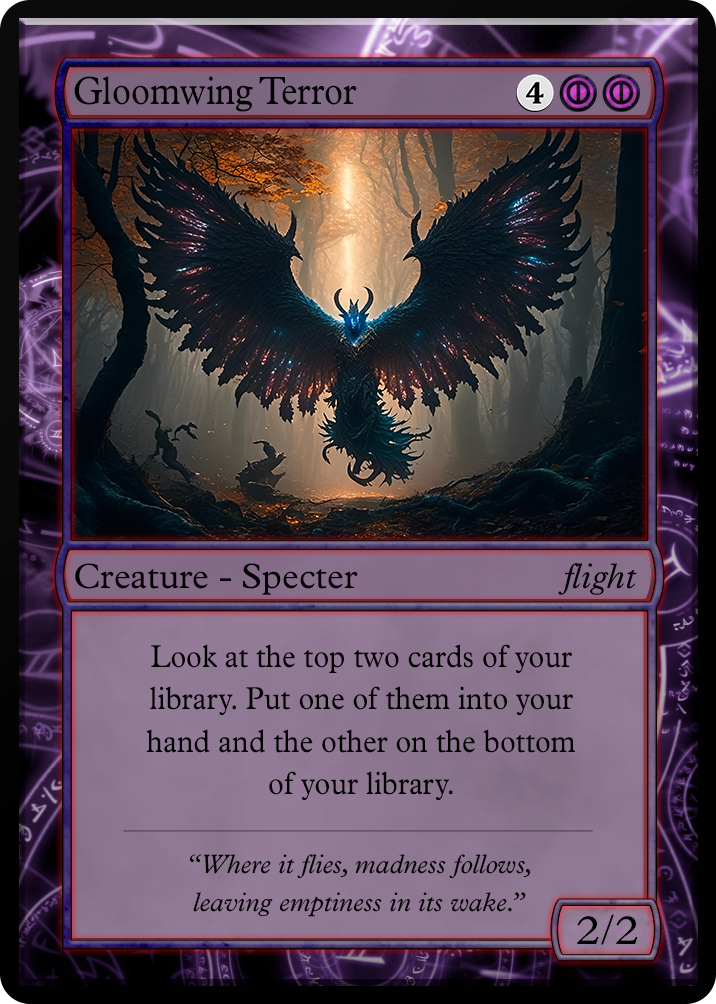 Gloomwing Terror 4
Creature - Specter flight
Look at the top two cards of your
library. Put one of them into your
hand and the other on the bottom
of your library.
“Where it flies, madness follows,
leaving emptiness in its wake.”
2/2